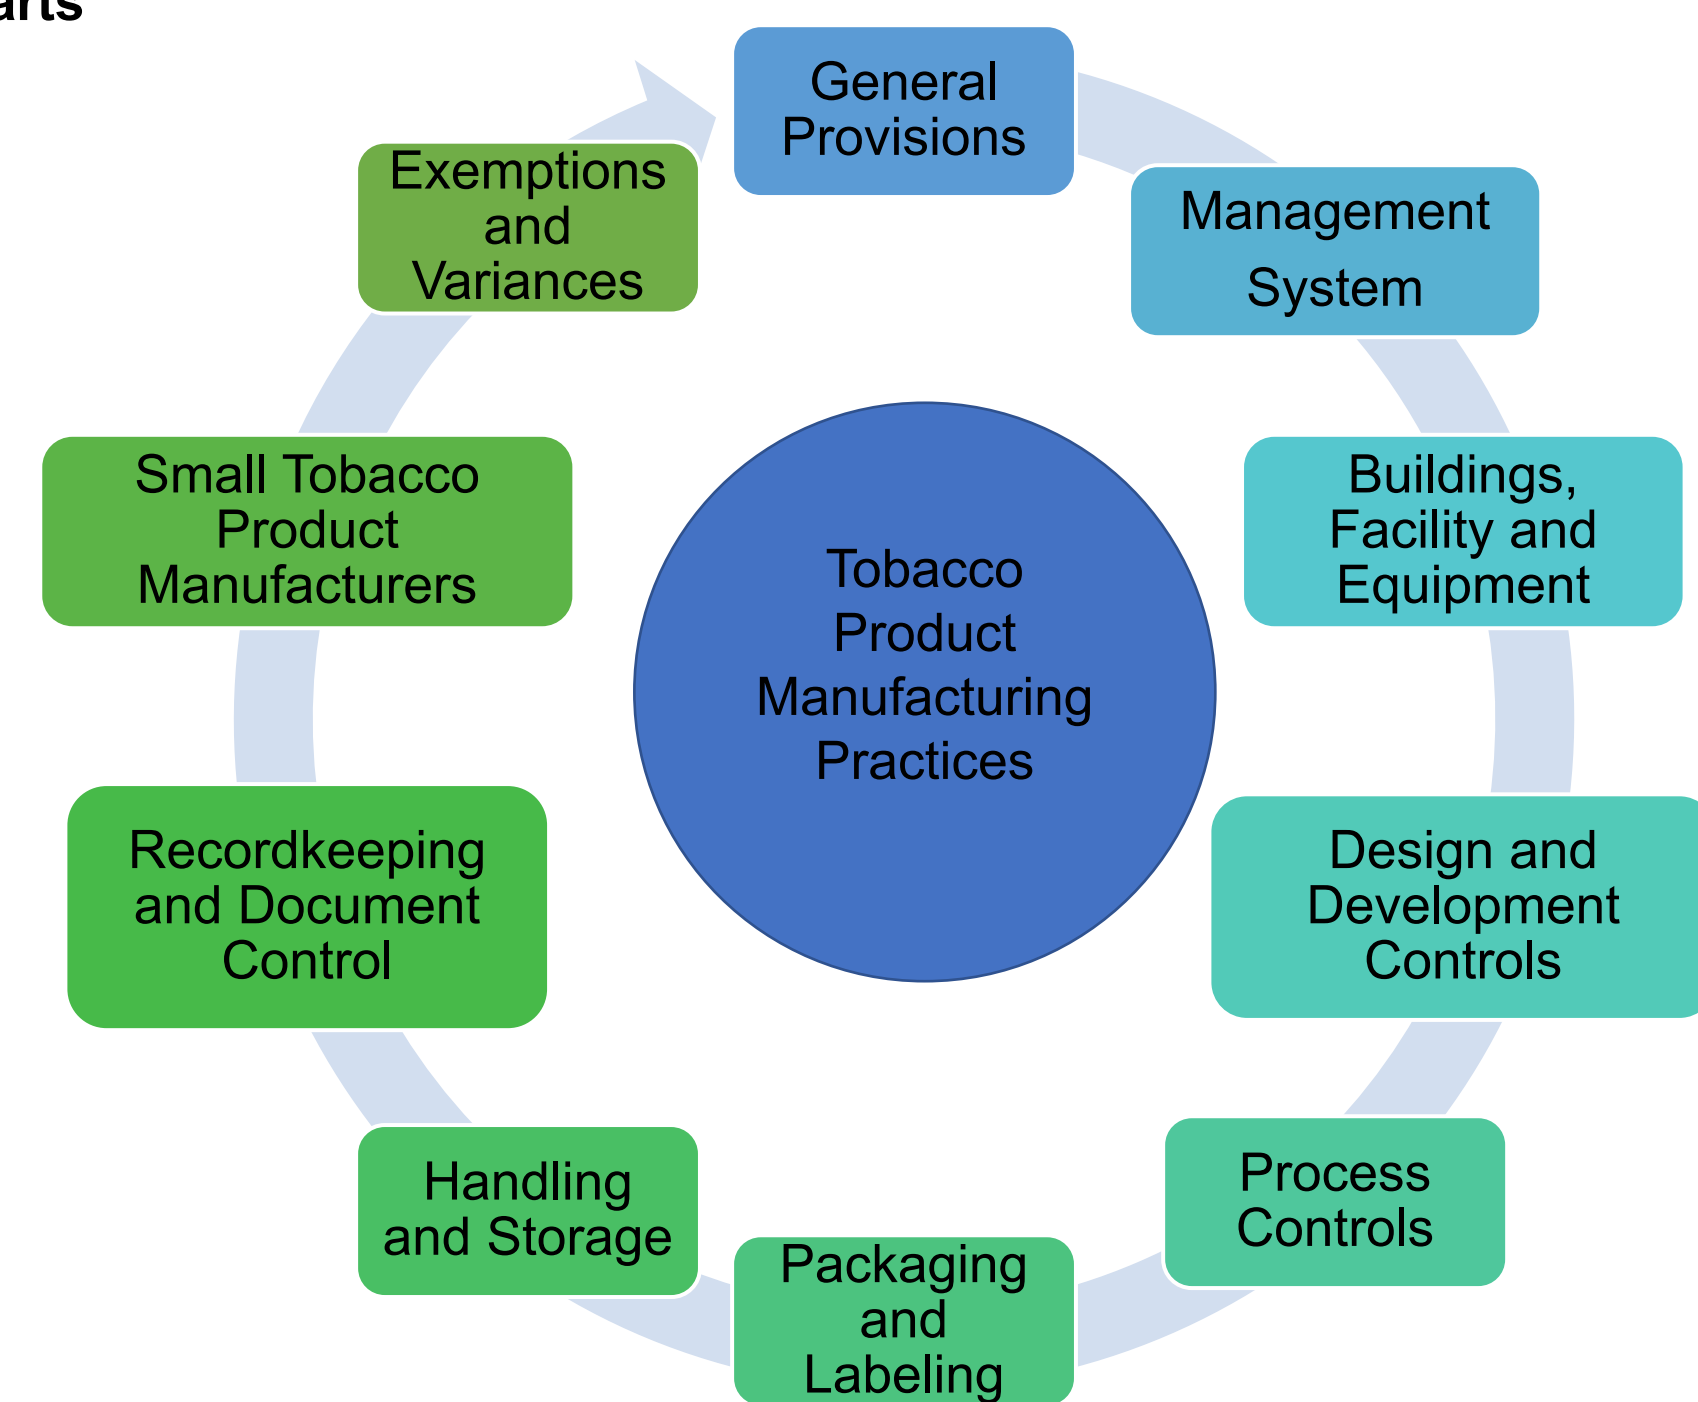 General
Provisions
Management
System
Buildings,
Facility and
Equipment
Design and
Development
Controls
Process
Controls
Packaging
and
Labeling
Handling
and Storage
Recordkeeping
and Document
Control
Small Tobacco
Product
Manufacturers
Exemptions
and
Variances
Tobacco
Product
Manufacturing
Practices